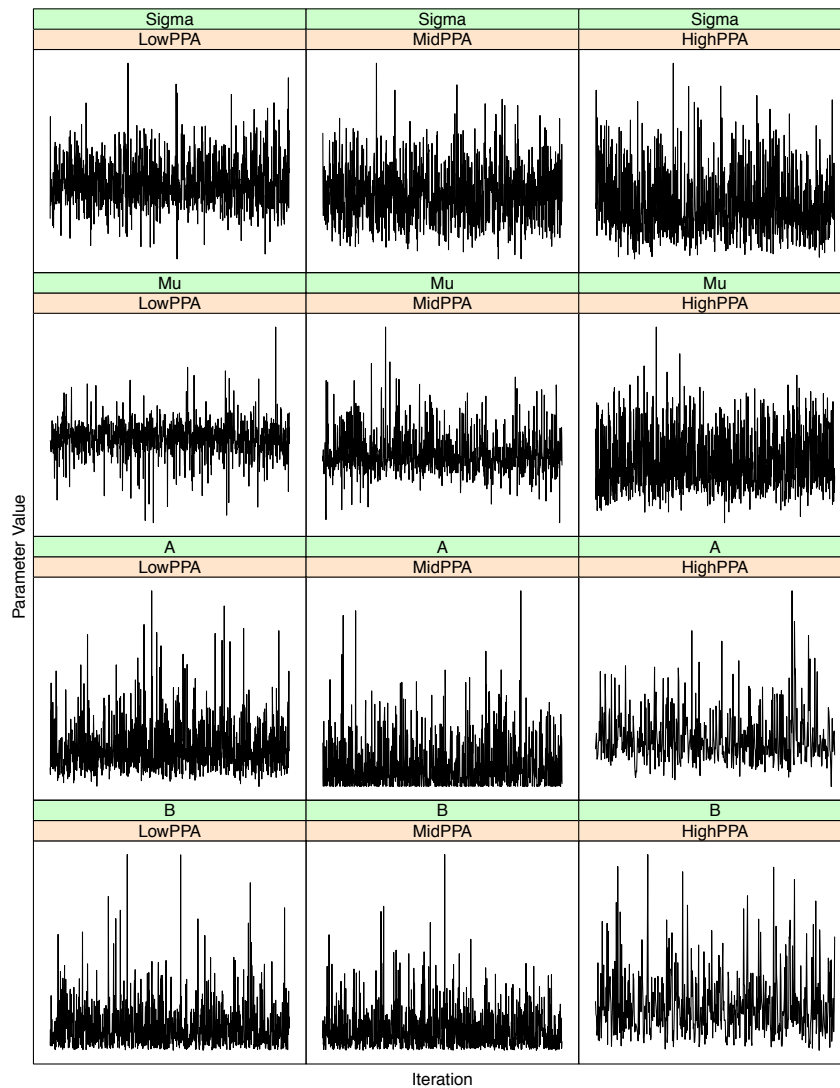 Sigma Sigma Sigma
LowPPA MidPPA HighPPA
Mu Mu Mu
LowPPA MidPPA HighPPA
A A A
LowPPA MidPPA HighPPA
B B B
LowPPA MidPPA HighPPA
Parameter Value
Iteration